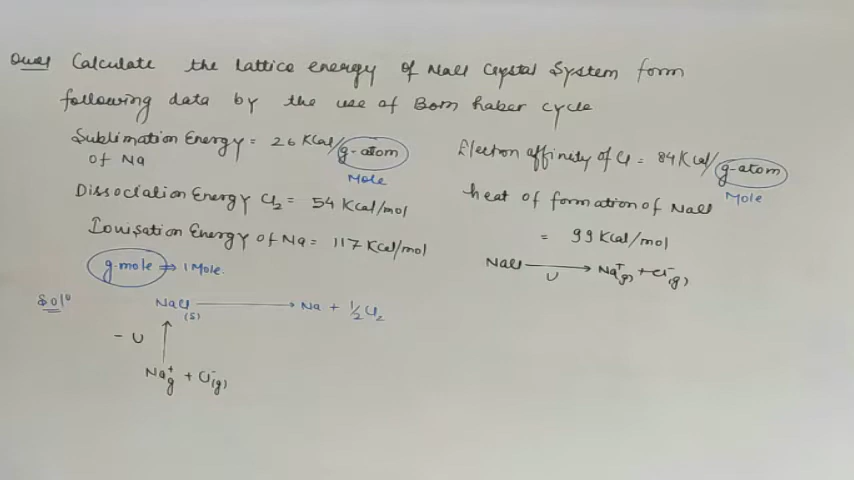 Ques Calculate the lattice energy of NaCl Crystal System form
following data by the use of Born haber cycle
Sublimation Energy = 26 KCal/g-atom
of Na
Mole
Dissociation Energy Cl2 = 54 KCal/mol
Ionisation Energy of Na = 117 KCal/mol
g-mole ⇒ 1 Mole.
Electron affinity of Cl = 84 KCal/g-atom
Mole
heat of formation of NaCl
= 99 KCal/mol
NaCl ⟶ Na⁺(g) + Cl⁻(g)
U
Solⁿ
NaCl(s) ⟶ Na + ½Cl₂
- U ↑
Na⁺g + Cl⁻(g)